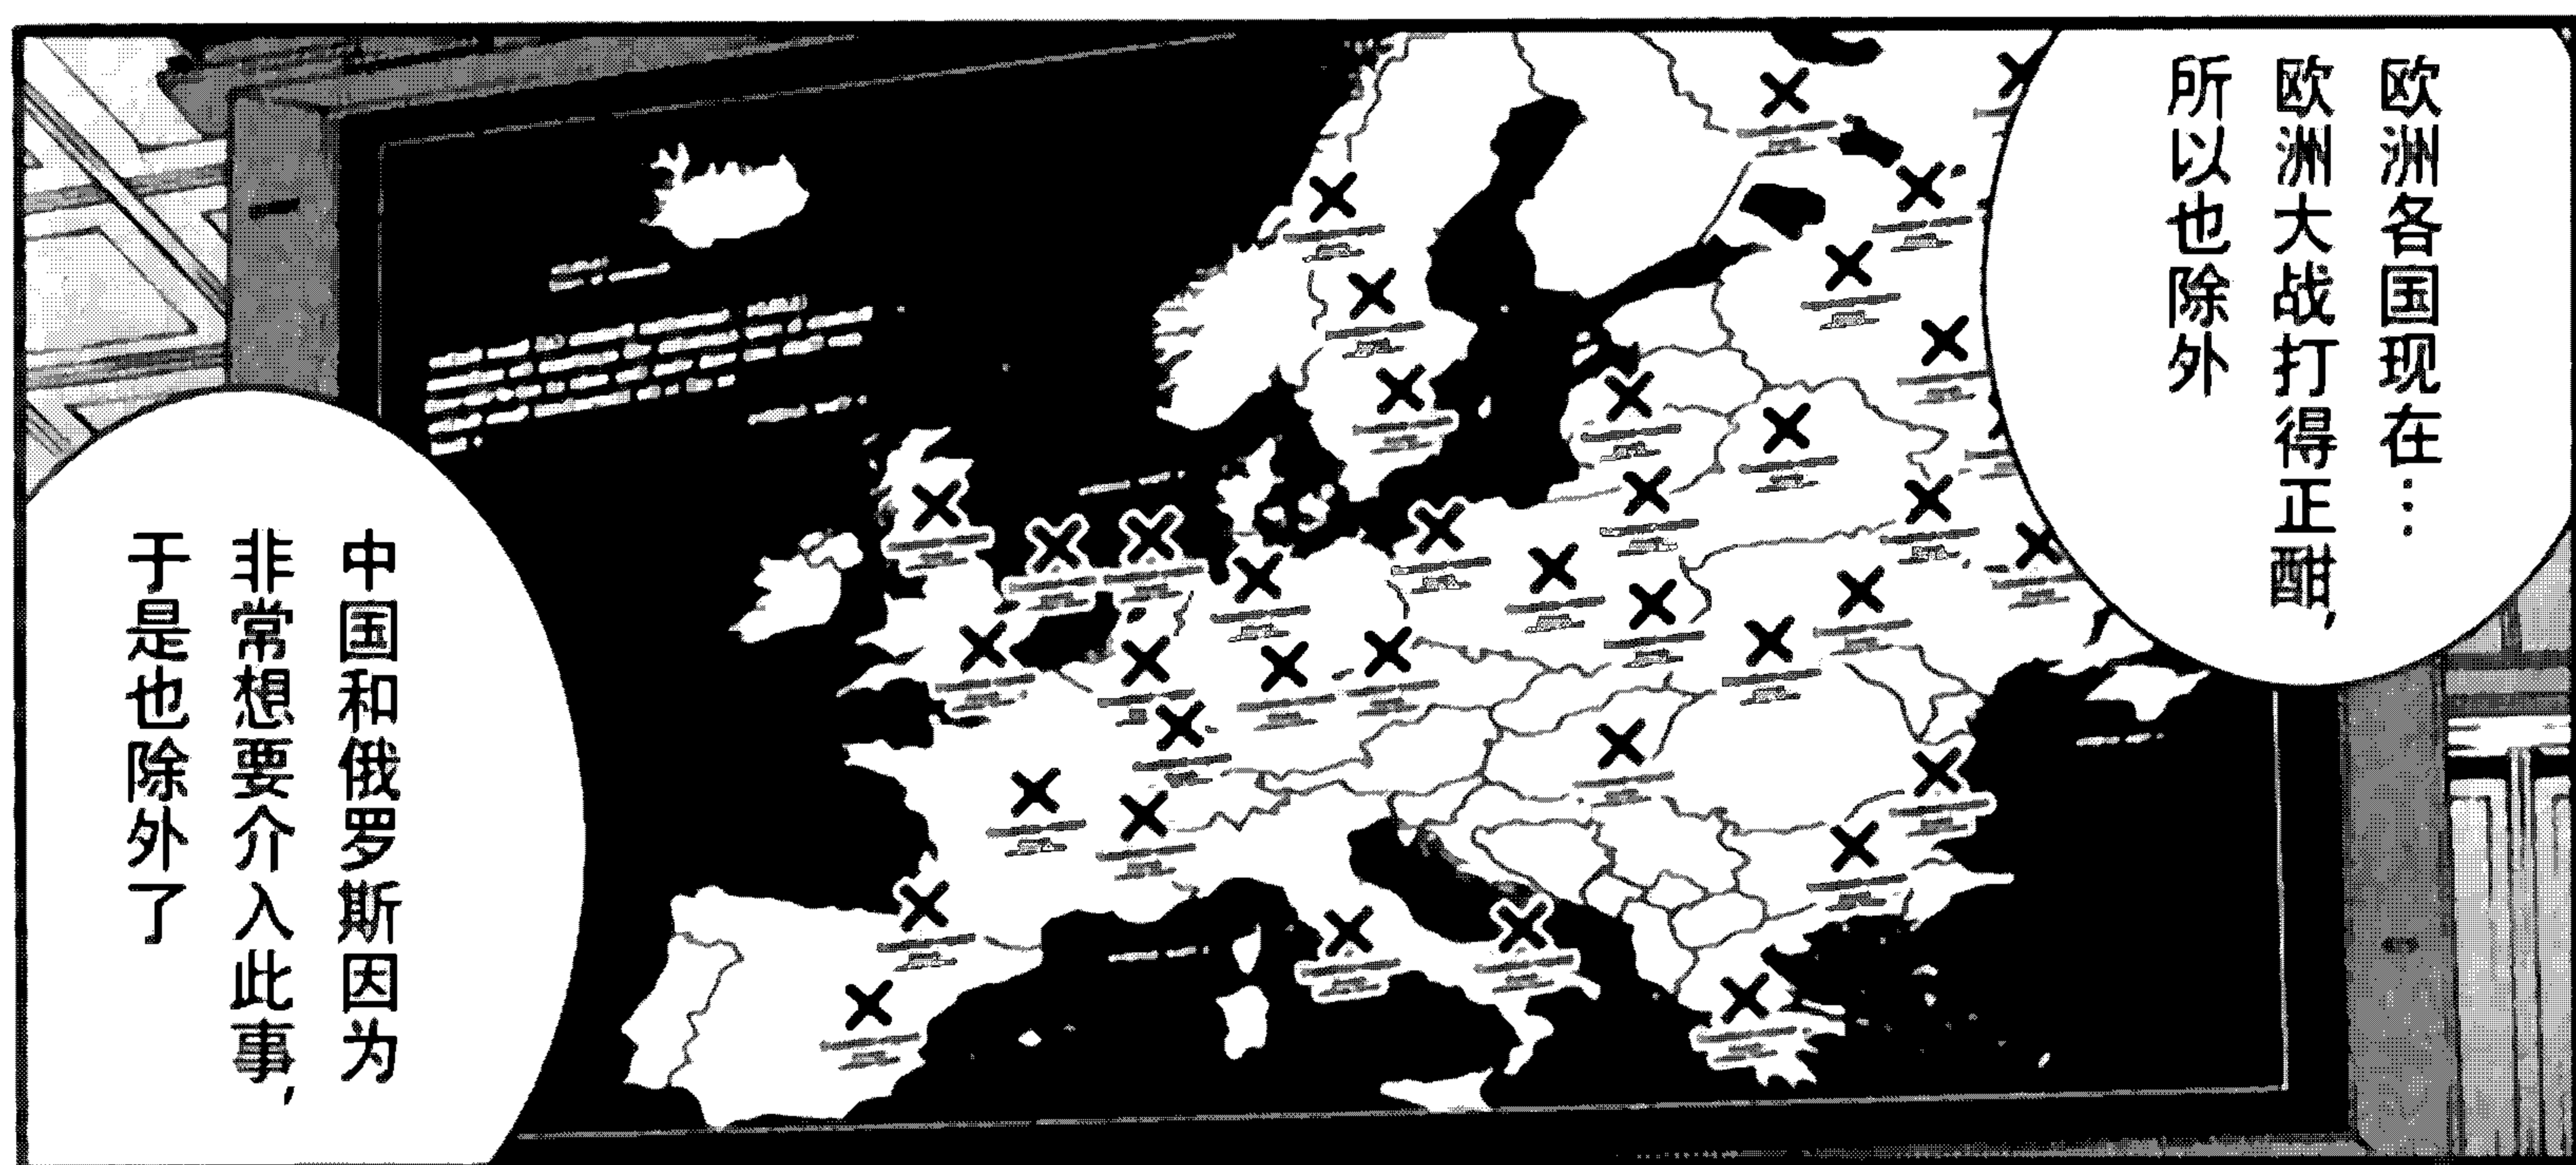 欧洲各国现在…
欧洲大战打得正酣，
所以也除外
中国和俄罗斯因为
非常想要介入此事，
于是也除外了